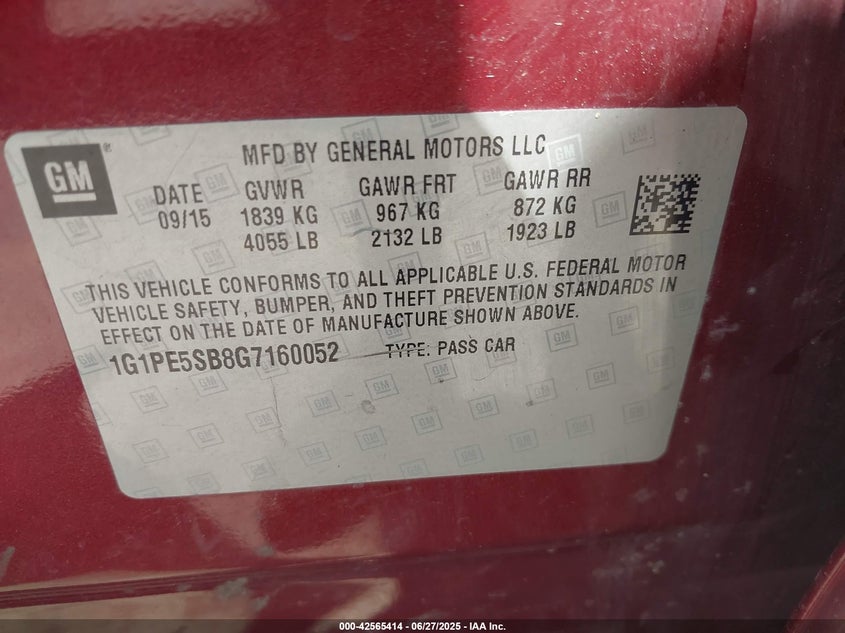 GM ®
MFD BY GENERAL MOTORS LLC
DATE GVWR GAWR FRT GAWR RR
09/15 1839 KG 967 KG 872 KG
4055 LB 2132 LB 1923 LB
THIS VEHICLE CONFORMS TO ALL APPLICABLE U.S. FEDERAL MOTOR
VEHICLE SAFETY, BUMPER, AND THEFT PREVENTION STANDARDS IN
EFFECT ON THE DATE OF MANUFACTURE SHOWN ABOVE.
1G1PE5SB8G7160052 TYPE: PASS CAR
000-42565414 - 06/27/2025 - IAA Inc.